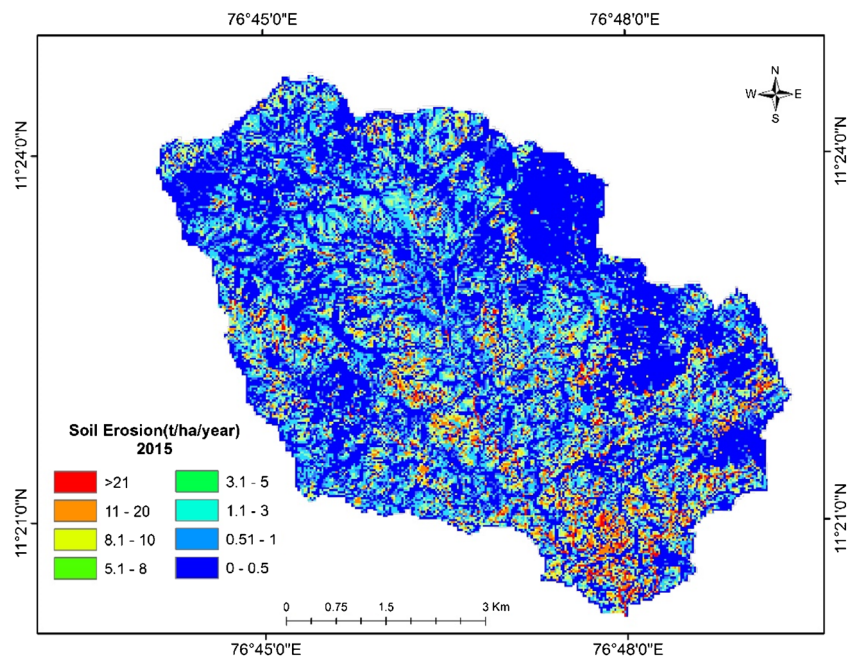 76°45'0"E 76°48'0"E
N
W E
S
11°24'0"N 11°24'0"N
Soil Erosion(t/ha/year)
2015
>21 3.1 - 5
11 - 20 1.1 - 3
8.1 - 10 0.51 - 1
5.1 - 8 0 - 0.5
11°21'0"N 11°21'0"N
0 0.75 1.5 3 Km
76°45'0"E 76°48'0"E